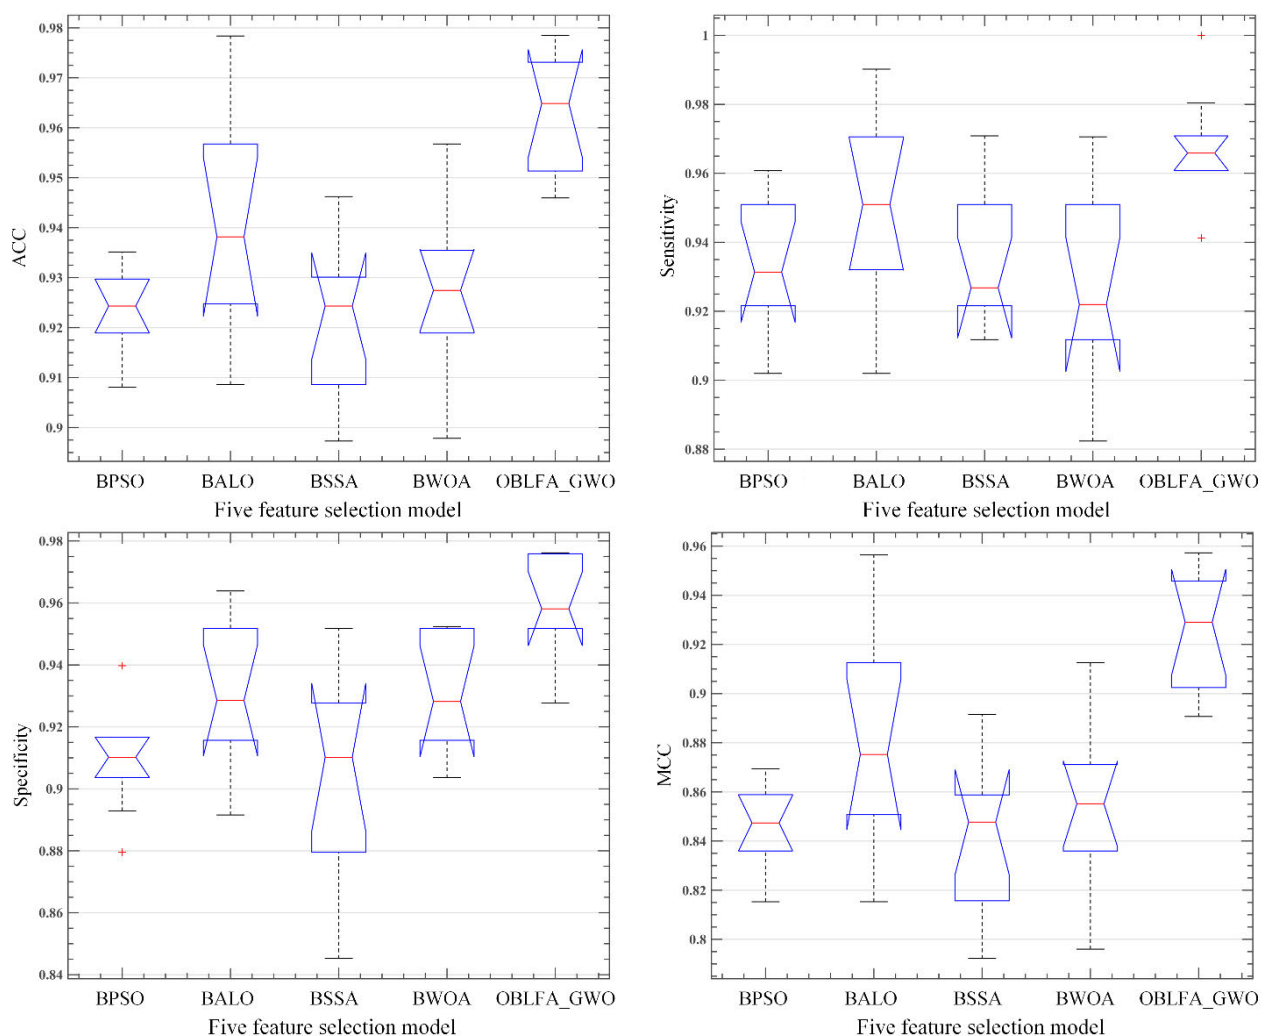 0.98
0.97
0.96
0.95
0.94
0.93
0.92
0.91
0.9
ACC
BPSO BALO BSSA BWOA OBLFA_GWO
Five feature selection model
1
0.98
0.96
0.94
0.92
0.9
0.88
Sensitivity
BPSO BALO BSSA BWOA OBLFA_GWO
Five feature selection model
0.98
0.96
0.94
0.92
0.9
0.88
0.86
0.84
Specificity
BPSO BALO BSSA BWOA OBLFA_GWO
Five feature selection model
0.96
0.94
0.92
0.9
0.88
0.86
0.84
0.82
0.8
MCC
BPSO BALO BSSA BWOA OBLFA_GWO
Five feature selection model